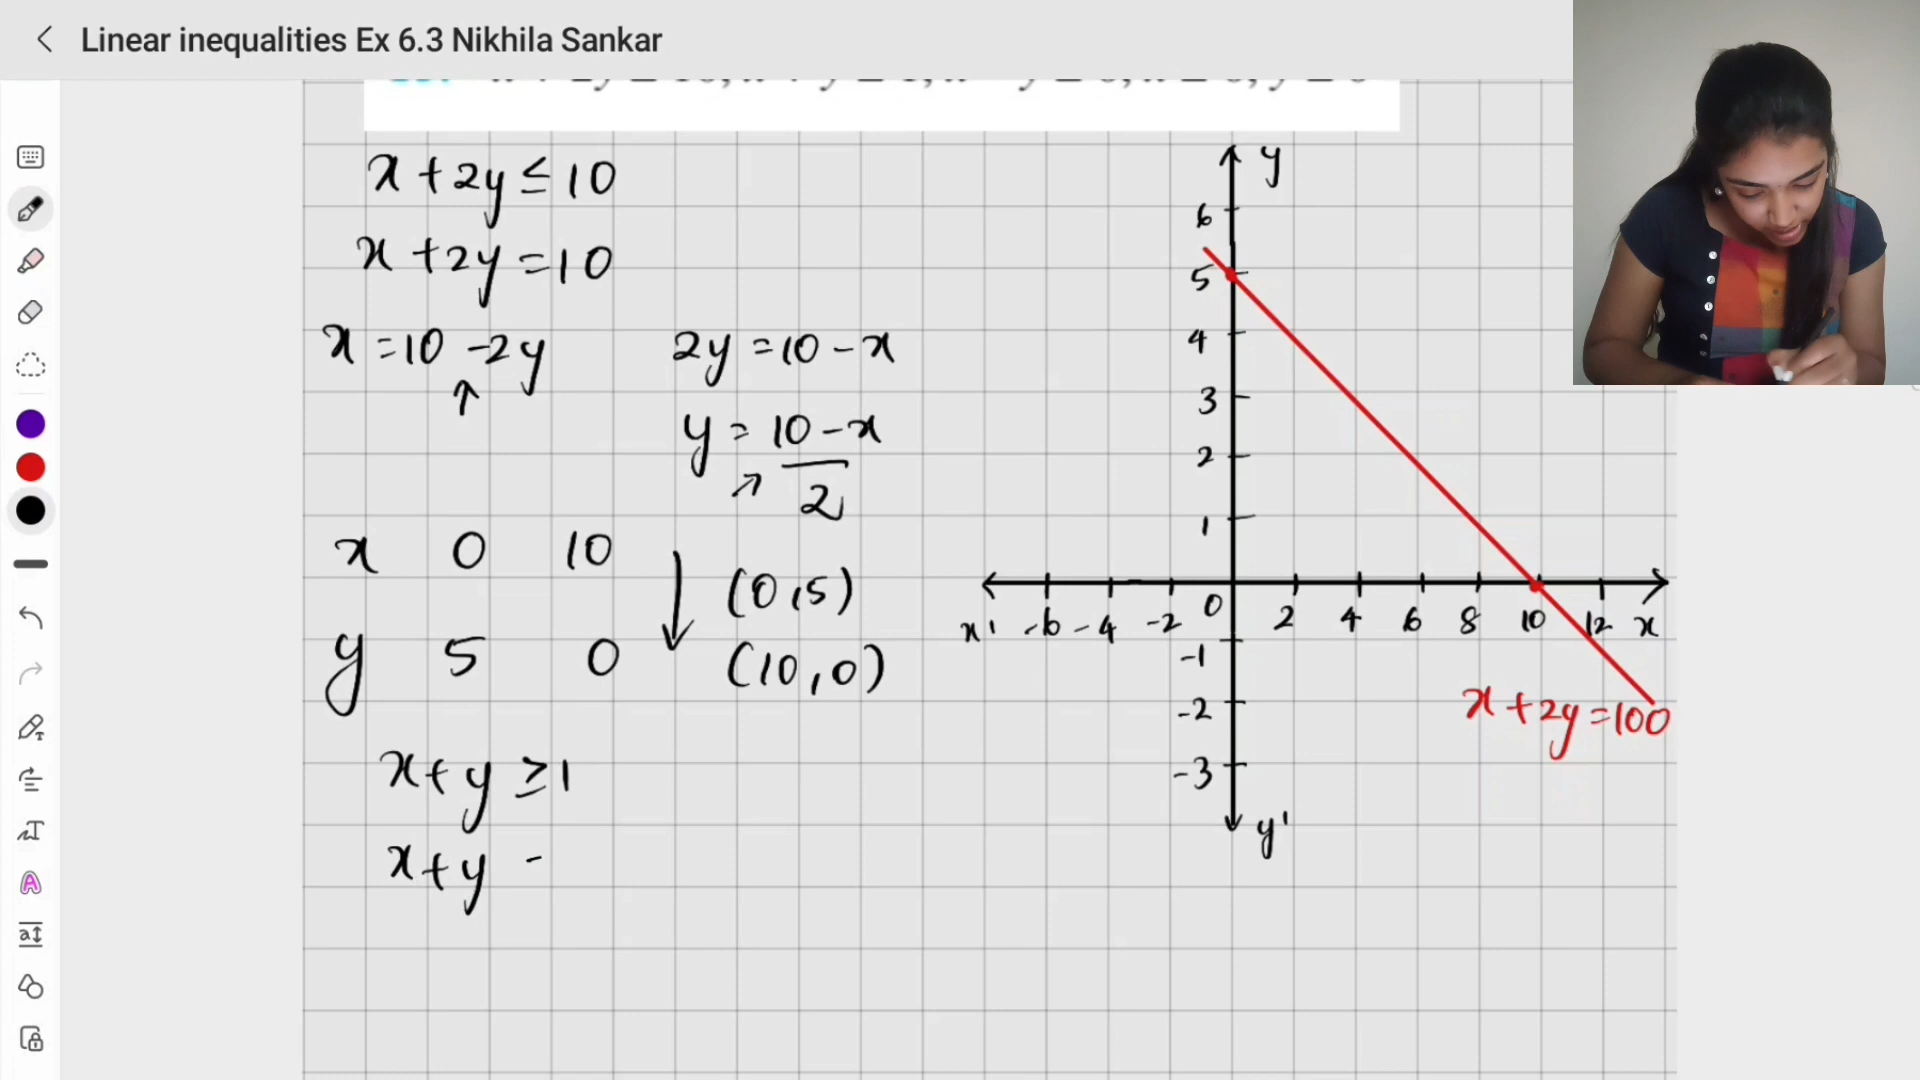 Linear inequalities Ex 6.3 Nikhila Sankar
x + 2y ≤ 10
x + 2y = 10
x = 10 - 2y
↑
2y = 10 - x
y = 10 - x
↗ 2
x 0 10
y 5 0
(0,5)
(10,0)
x + y ≥ 1
x + y -
y
6
5
4
3
2
1
x' -6 -4 -2 0 2 4 6 8 10 12 x
-1
-2
-3
y'
x + 2y = 100